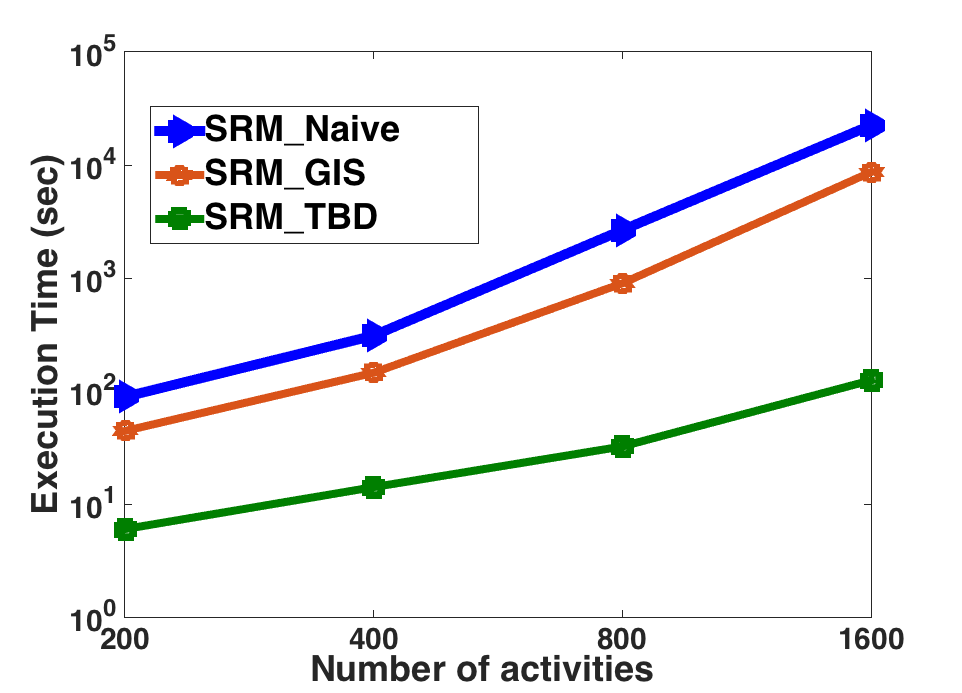 10^5
10^4
10^3
10^2
10^1
10^0
Execution Time (sec)
SRM_Naive
SRM_GIS
SRM_TBD
200 400 800 1600
Number of activities